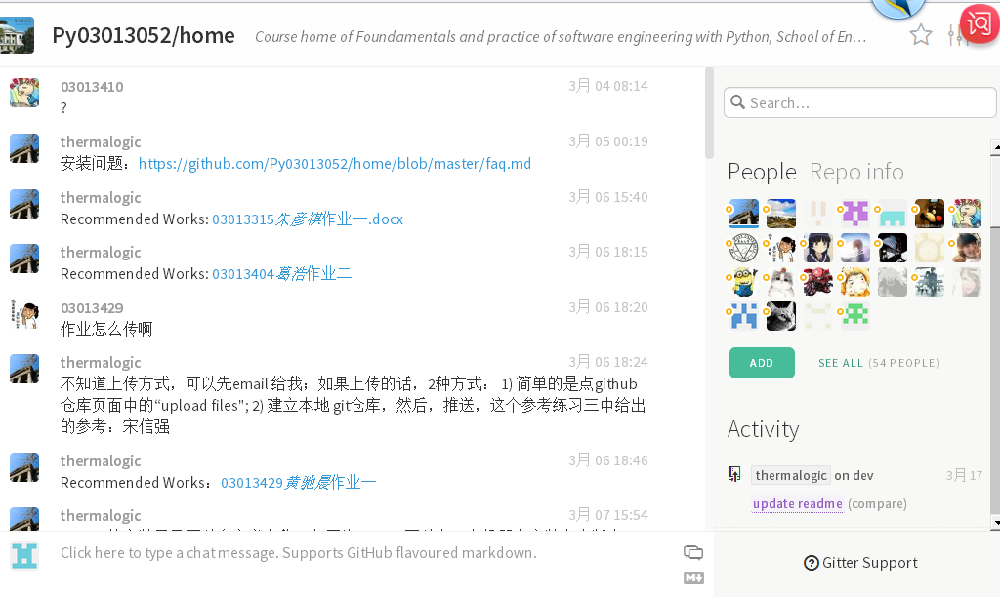 Py03013052/home
Course home of Foundamentals and practice of software engineering with Python, School of En…
03013410
3月 04 08:14
?
thermalogic
3月 05 00:19
安装问题：https://github.com/Py03013052/home/blob/master/faq.md
thermalogic
3月 06 15:40
Recommended Works: 03013315朱彦祺作业一.docx
thermalogic
3月 06 18:15
Recommended Works: 03013404葛浩作业二
03013429
3月 06 18:20
作业怎么传啊
thermalogic
3月 06 18:24
不知道上传方式，可以先email 给我；如果上传的话，2种方式： 1) 简单的是点github
仓库页面中的“upload files"; 2) 建立本地 git仓库，然后，推送，这个参考练习三中给出
的参考：宋信强
thermalogic
3月 06 18:46
Recommended Works：03013429黄驰晨作业一
thermalogic
3月 07 15:54
Click here to type a chat message. Supports GitHub flavoured markdown.
M
Search…
People Repo info
ADD
SEE ALL (54 PEOPLE)
Activity
thermalogic on dev
3月 17
update readme (compare)
Gitter Support